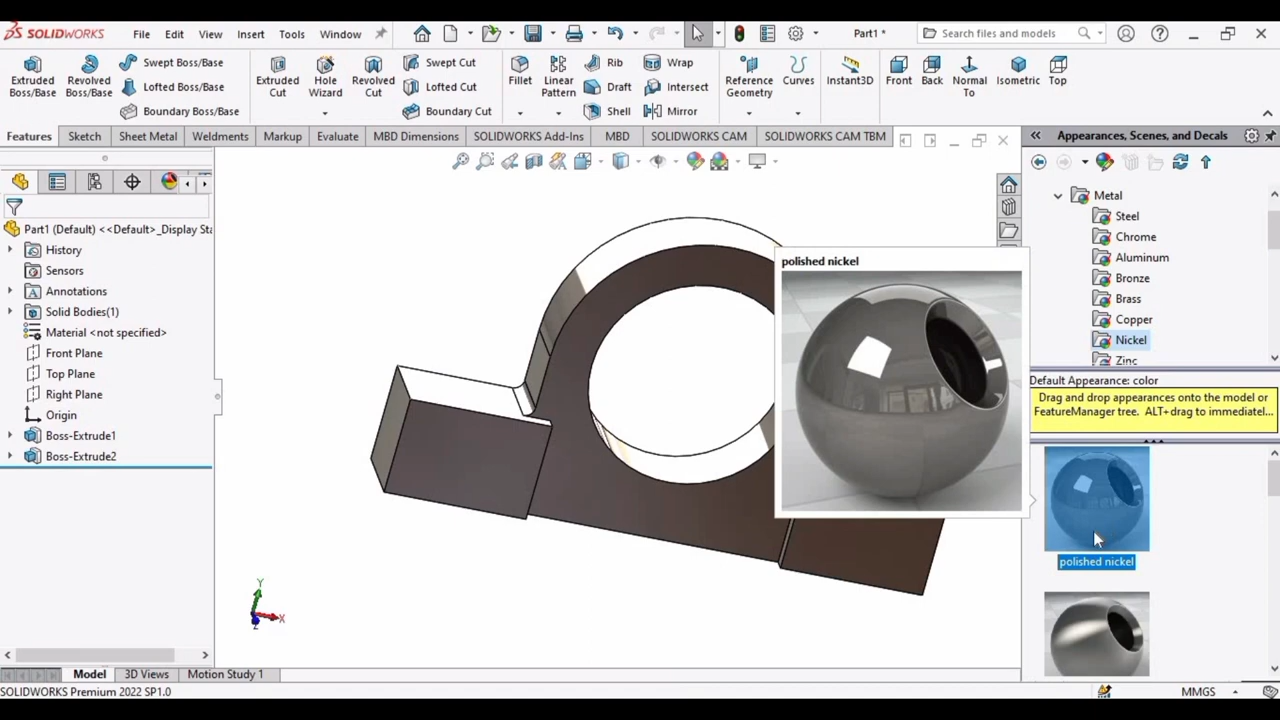 SOLIDWORKS File Edit View Insert Tools Window Part1 * Search files and models
Extruded Boss/Base
Revolved Boss/Base
Swept Boss/Base
Lofted Boss/Base
Boundary Boss/Base
Extruded Cut
Hole Wizard
Revolved Cut
Swept Cut
Lofted Cut
Boundary Cut
Fillet
Linear Pattern
Rib
Draft
Shell
Wrap
Intersect
Mirror
Reference Geometry
Curves
Instant3D
Front
Back
Normal To
Isometric
Top
Features Sketch Sheet Metal Weldments Markup Evaluate MBD Dimensions SOLIDWORKS Add-Ins MBD SOLIDWORKS CAM SOLIDWORKS CAM TBM
Part1 (Default) <<Default>_Display Sta
History
Sensors
Annotations
Solid Bodies(1)
Material <not specified>
Front Plane
Top Plane
Right Plane
Origin
Boss-Extrude1
Boss-Extrude2
Y
X
Z
polished nickel
Appearances, Scenes, and Decals
Metal
Steel
Chrome
Aluminum
Bronze
Brass
Copper
Nickel
Zinc
Default Appearance: color
Drag and drop appearances onto the model or
FeatureManager tree. ALT+drag to immediatel...
polished nickel
Model 3D Views Motion Study 1
SOLIDWORKS Premium 2022 SP1.0
MMGS